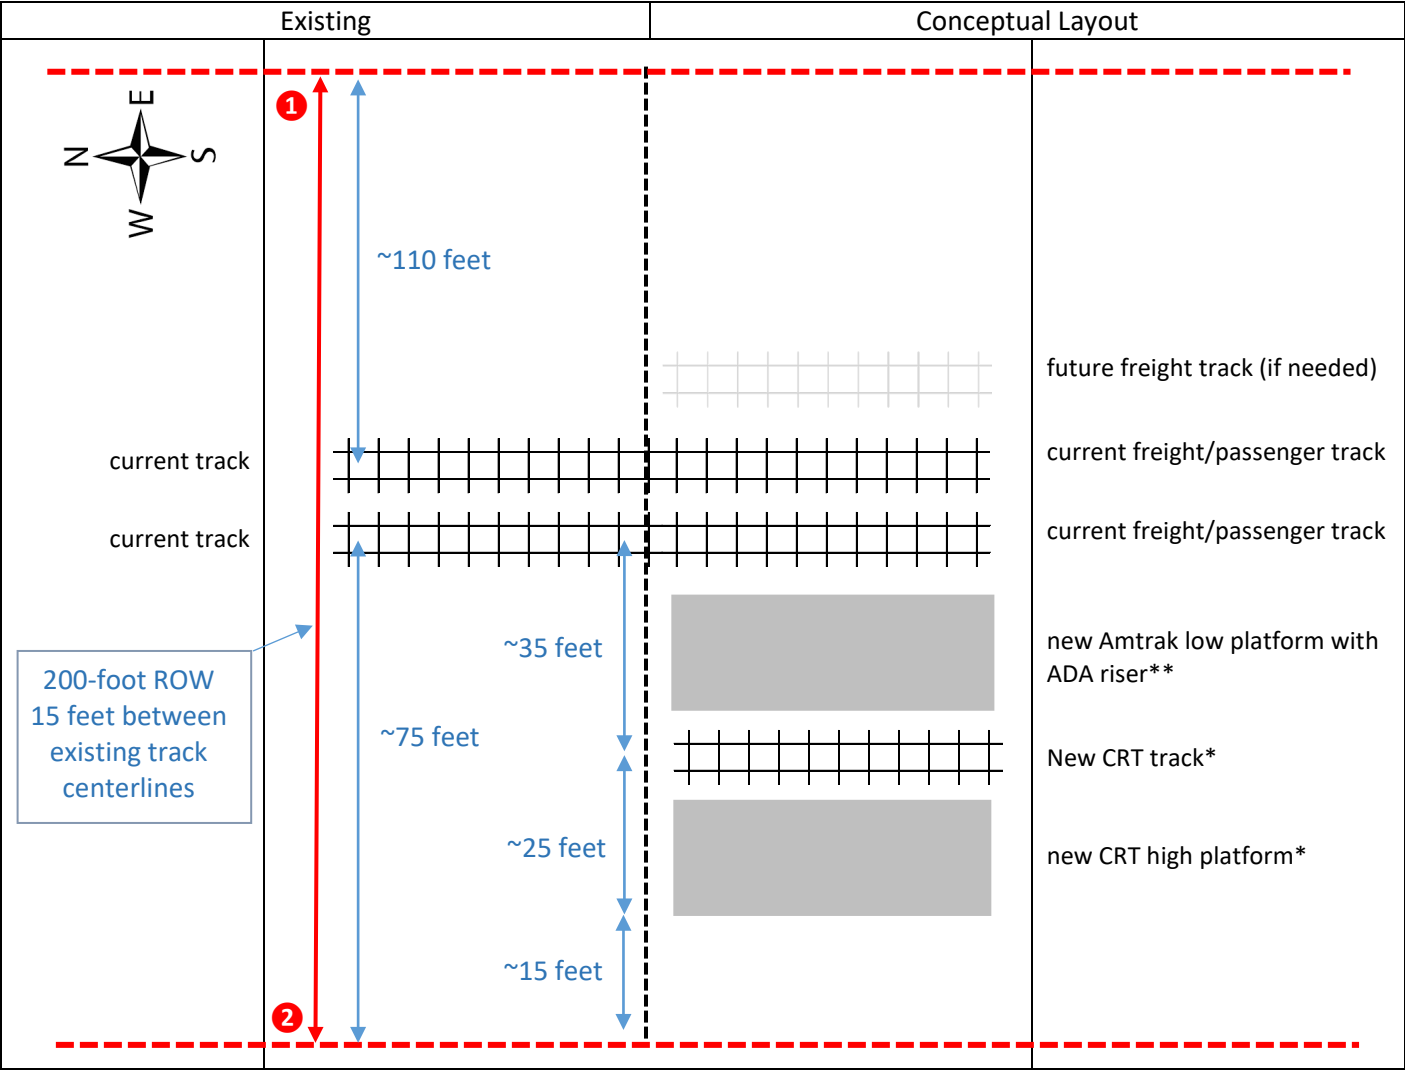 Existing
Conceptual Layout
1
E
N
S
W
~110 feet
future freight track (if needed)
current track
current freight/passenger track
current track
current freight/passenger track
200-foot ROW
15 feet between
existing track
centerlines
~35 feet
~75 feet
~25 feet
~15 feet
new Amtrak low platform with
ADA riser**
New CRT track*
new CRT high platform*
2